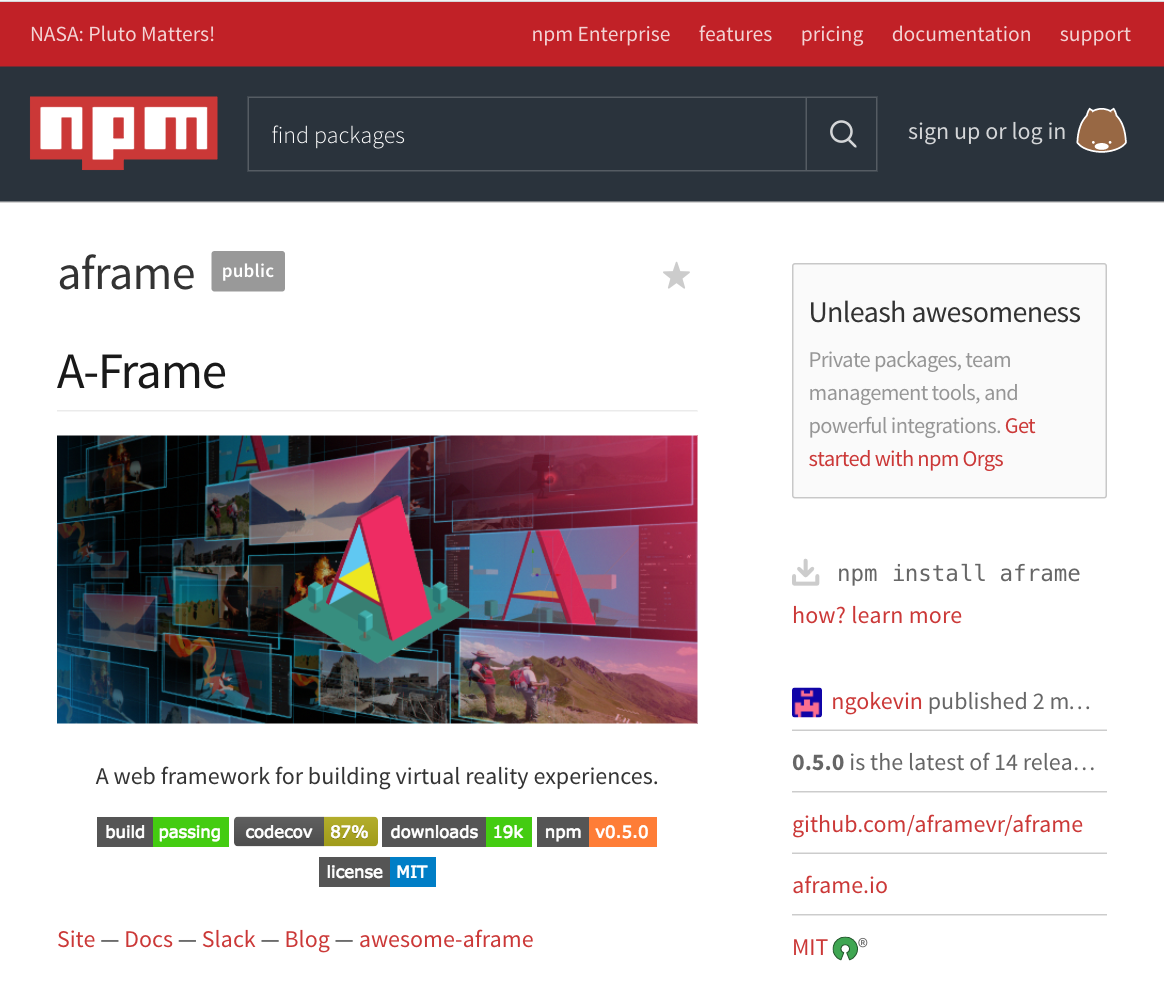 NASA: Pluto Matters!
npm Enterprise features pricing documentation support
npm
find packages
sign up or log in
aframe public
A-Frame
A web framework for building virtual reality experiences.
build passing codecov 87% downloads 19k npm v0.5.0
license MIT
Site — Docs — Slack — Blog — awesome-aframe
Unleash awesomeness
Private packages, team
management tools, and
powerful integrations. Get
started with npm Orgs
npm install aframe
how? learn more
ngokevin published 2 m…
0.5.0 is the latest of 14 relea…
github.com/aframevr/aframe
aframe.io
MIT ®